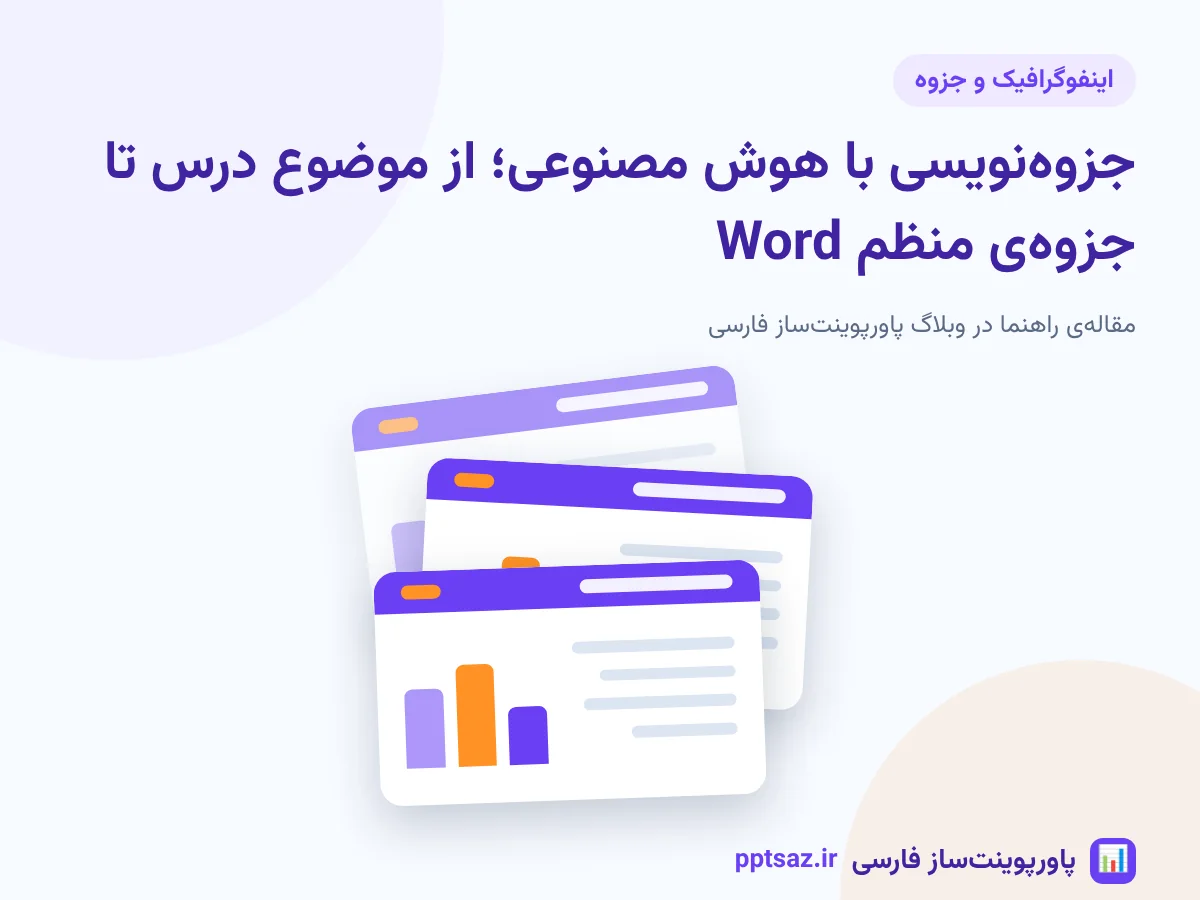 اینفوگرافیک و جزوه
جزوه‌نویسی با هوش مصنوعی؛ از موضوع درس تا
جزوه‌ی منظم Word
مقاله‌ی راهنما در وبلاگ پاورپوینت‌ساز فارسی
پاورپوینت‌ساز فارسی pptsaz.ir